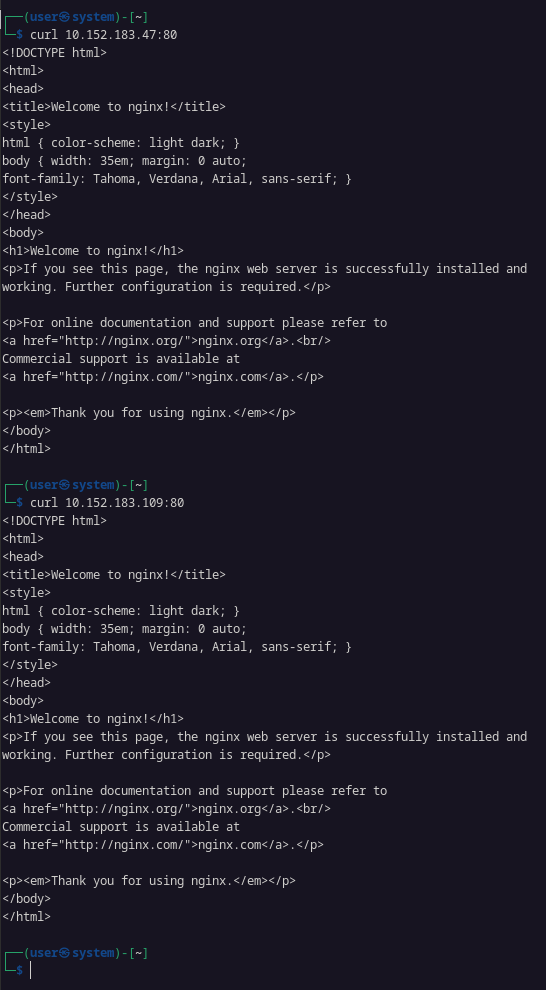 ┌──(user㉿system)-[~]
└─$ curl 10.152.183.47:80
<!DOCTYPE html>
<html>
<head>
<title>Welcome to nginx!</title>
<style>
html { color-scheme: light dark; }
body { width: 35em; margin: 0 auto;
font-family: Tahoma, Verdana, Arial, sans-serif; }
</style>
</head>
<body>
<h1>Welcome to nginx!</h1>
<p>If you see this page, the nginx web server is successfully installed and
working. Further configuration is required.</p>

<p>For online documentation and support please refer to
<a href="http://nginx.org/">nginx.org</a>.<br/>
Commercial support is available at
<a href="http://nginx.com/">nginx.com</a>.</p>

<p><em>Thank you for using nginx.</em></p>
</body>
</html>

┌──(user㉿system)-[~]
└─$ curl 10.152.183.109:80
<!DOCTYPE html>
<html>
<head>
<title>Welcome to nginx!</title>
<style>
html { color-scheme: light dark; }
body { width: 35em; margin: 0 auto;
font-family: Tahoma, Verdana, Arial, sans-serif; }
</style>
</head>
<body>
<h1>Welcome to nginx!</h1>
<p>If you see this page, the nginx web server is successfully installed and
working. Further configuration is required.</p>

<p>For online documentation and support please refer to
<a href="http://nginx.org/">nginx.org</a>.<br/>
Commercial support is available at
<a href="http://nginx.com/">nginx.com</a>.</p>

<p><em>Thank you for using nginx.</em></p>
</body>
</html>

┌──(user㉿system)-[~]
└─$